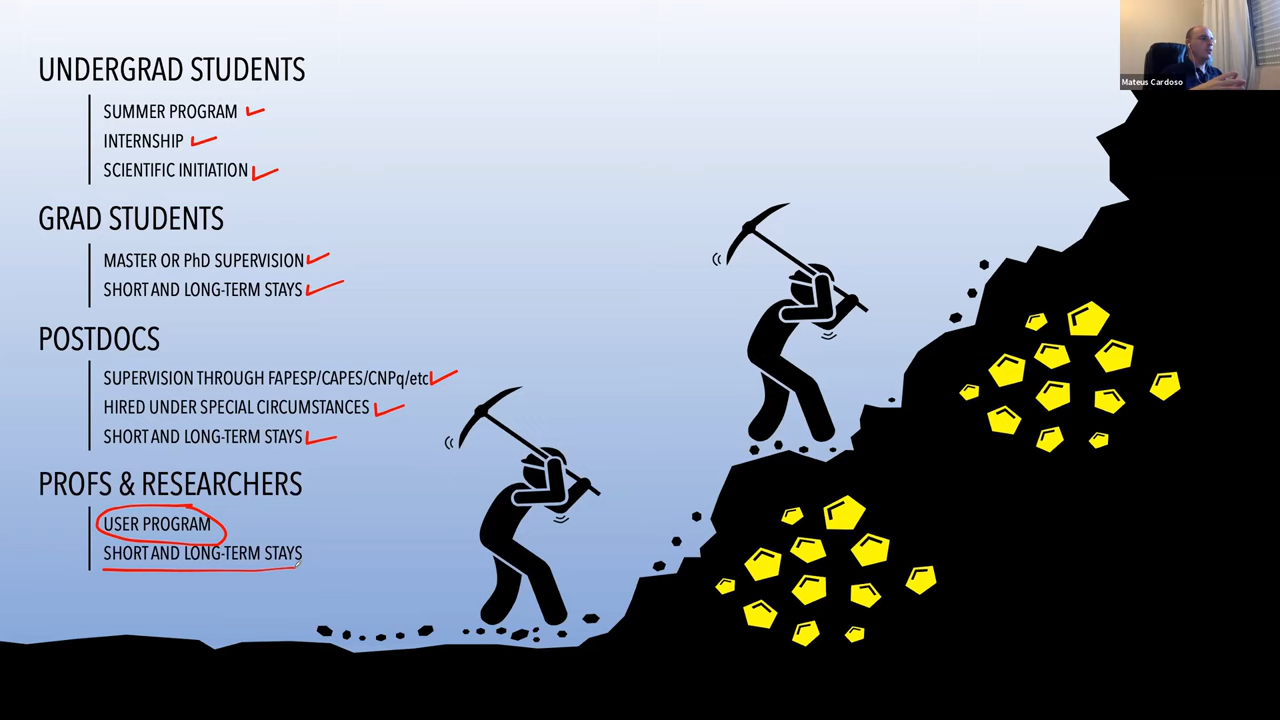 UNDERGRAD STUDENTS
SUMMER PROGRAM
INTERNSHIP
SCIENTIFIC INITIATION
GRAD STUDENTS
MASTER OR PhD SUPERVISION
SHORT AND LONG-TERM STAYS
POSTDOCS
SUPERVISION THROUGH FAPESP/CAPES/CNPq/etc
HIRED UNDER SPECIAL CIRCUMSTANCES
SHORT AND LONG-TERM STAYS
PROFS & RESEARCHERS
USER PROGRAM
SHORT AND LONG-TERM STAYS
Mateus Cardoso